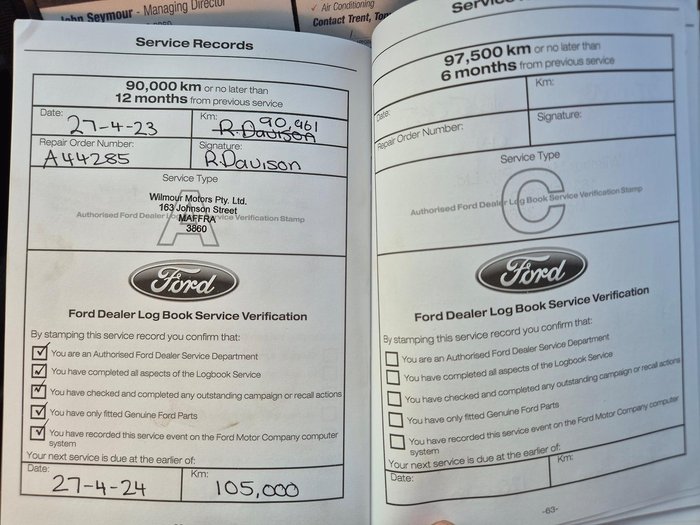 John Seymour - Managing Director
✓ Air Conditioning
Contact Trent,
Service Records
90,000 km or no later than
12 months from previous service
Date:
27-4-23
Km:
90,961
R.Davison
Repair Order Number:
A44285
Signature:
R.Davison
Service Type
A
Authorised Ford Dealer Log Book Service Verification Stamp
Wilmour Motors Pty. Ltd.
163 Johnson Street
MAFFRA
3860
Ford
Ford Dealer Log Book Service Verification
By stamping this service record you confirm that:
You are an Authorised Ford Dealer Service Department
You have completed all aspects of the Logbook Service
You have checked and completed any outstanding campaign or recall actions
You have only fitted Genuine Ford Parts
You have recorded this service event on the Ford Motor Company computer
system
Your next service is due at the earlier of:
Date:
27-4-24
Km:
105,000
97,500 km or no later than
6 months from previous service
Date:
Km:
Repair Order Number:
Signature:
Service Type
C
Authorised Ford Dealer Log Book Service Verification Stamp
Ford
Ford Dealer Log Book Service Verification
By stamping this service record you confirm that:
You are an Authorised Ford Dealer Service Department
You have completed all aspects of the Logbook Service
You have checked and completed any outstanding campaign or recall actions
You have only fitted Genuine Ford Parts
You have recorded this service event on the Ford Motor Company computer
system
Your next service is due at the earlier of:
Date:
Km:
-63-